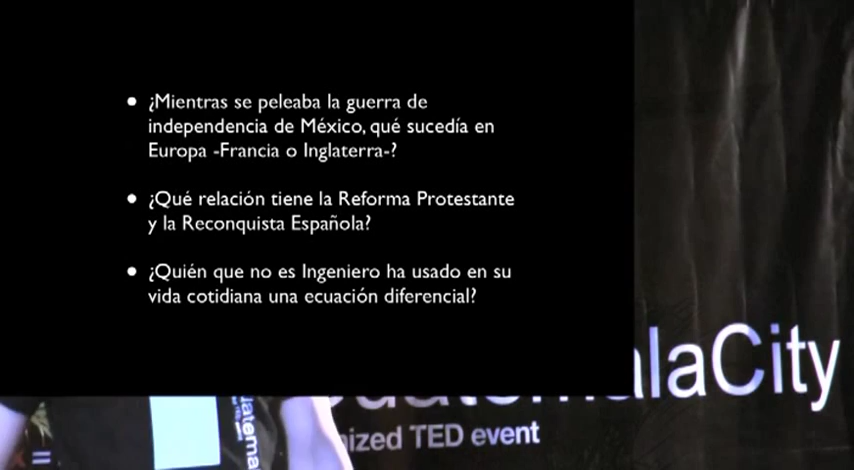 • ¿Mientras se peleaba la guerra de
independencia de México, qué sucedía en
Europa -Francia o Inglaterra-?
• ¿Qué relación tiene la Reforma Protestante
y la Reconquista Española?
• ¿Quién que no es Ingeniero ha usado en su
vida cotidiana una ecuación diferencial?
laCity
TED event